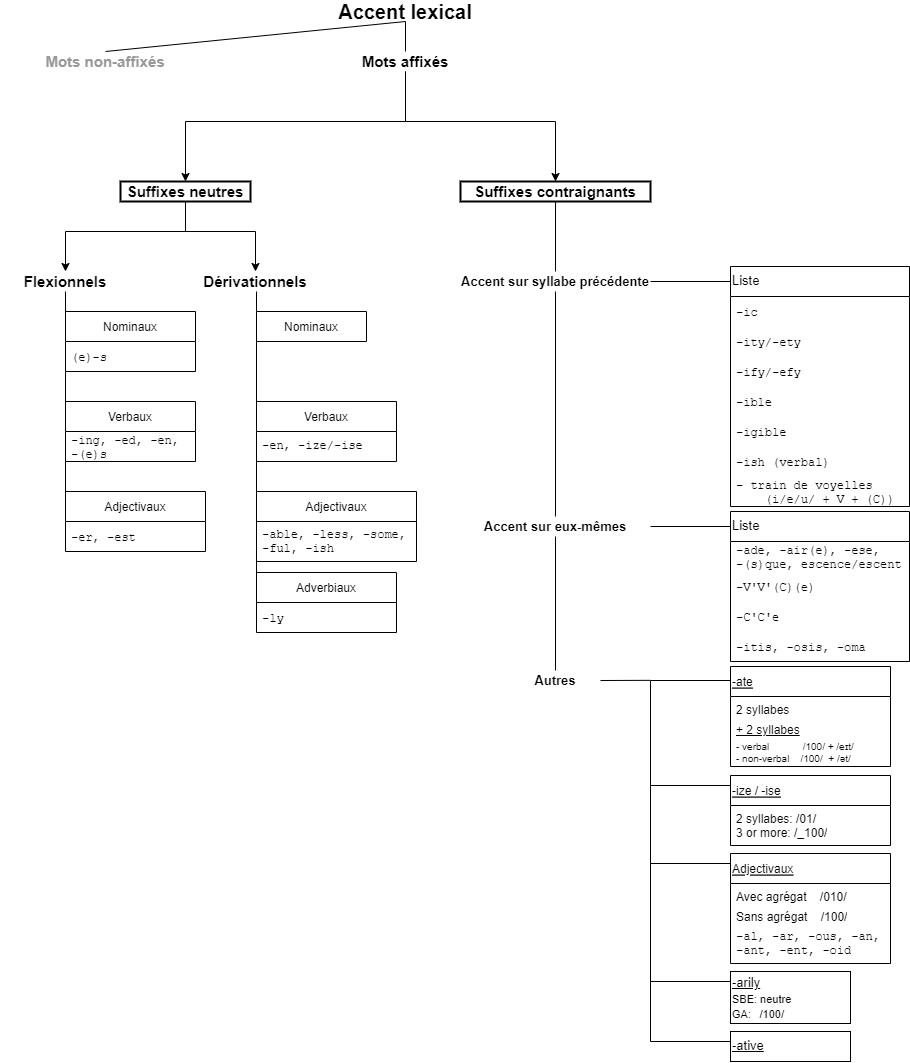 Accent lexical
Mots non-affixés
Mots affixés
Suffixes neutres
Suffixes contraignants
Flexionnels
Dérivationnels
Nominaux
(e)-s
Verbaux
-ing, -ed, -en,
-(e)s
Adjectivaux
-er, -est
Nominaux
Verbaux
-en, -ize/-ise
Adjectivaux
-able, -less, -some,
-ful, -ish
Adverbiaux
-ly
Accent sur syllabe précédente
Liste
-ic
-ity/-ety
-ify/-efy
-ible
-igible
-ish (verbal)
- train de voyelles
(i/e/u/ + V + (C))
Accent sur eux-mêmes
Liste
-ade, -air(e), -ese,
-(s)que, escence/escent
-V'V'(C)(e)
-C'C'e
-itis, -osis, -oma
Autres
-ate
2 syllabes
+ 2 syllabes
- verbal /100/ + /eɪt/
- non-verbal /100/ + /ət/
-ize / -ise
2 syllabes: /01/
3 or more: /_100/
Adjectivaux
Avec agrégat /010/
Sans agrégat /100/
-al, -ar, -ous, -an,
-ant, -ent, -oid
-arily
SBE: neutre
GA: /100/
-ative